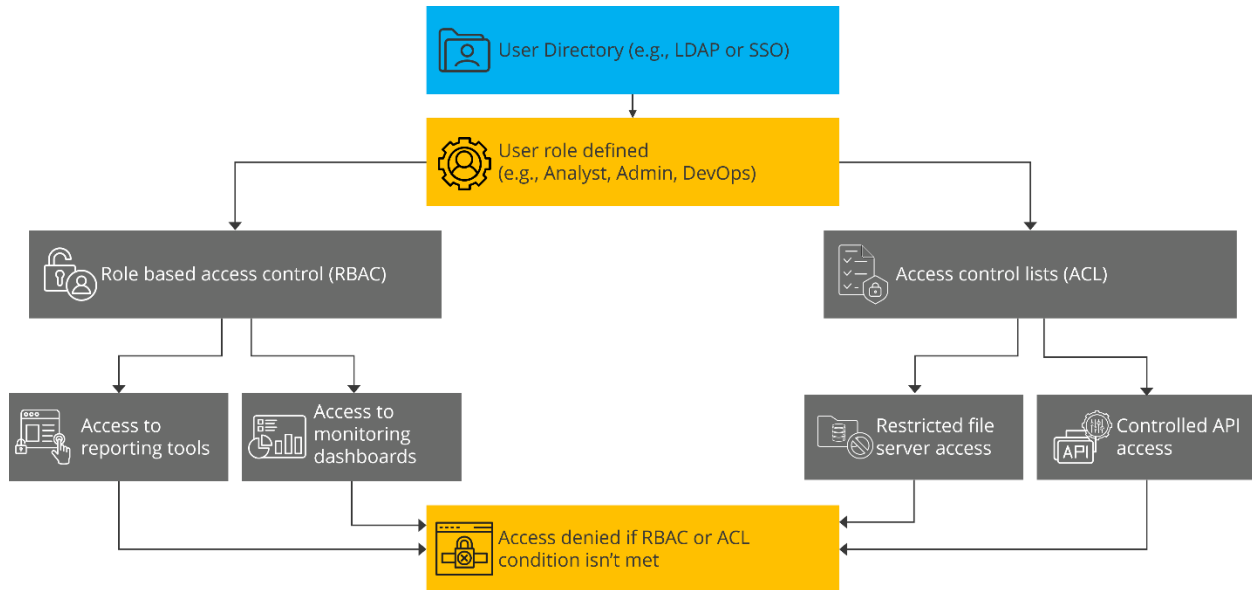 User Directory (e.g., LDAP or SSO)
User role defined
(e.g., Analyst, Admin, DevOps)
Role based access control (RBAC)
Access control lists (ACL)
Access to
reporting tools
Access to
monitoring
dashboards
Restricted file
server access
API
Controlled API
access
Access denied if RBAC or ACL
condition isn't met